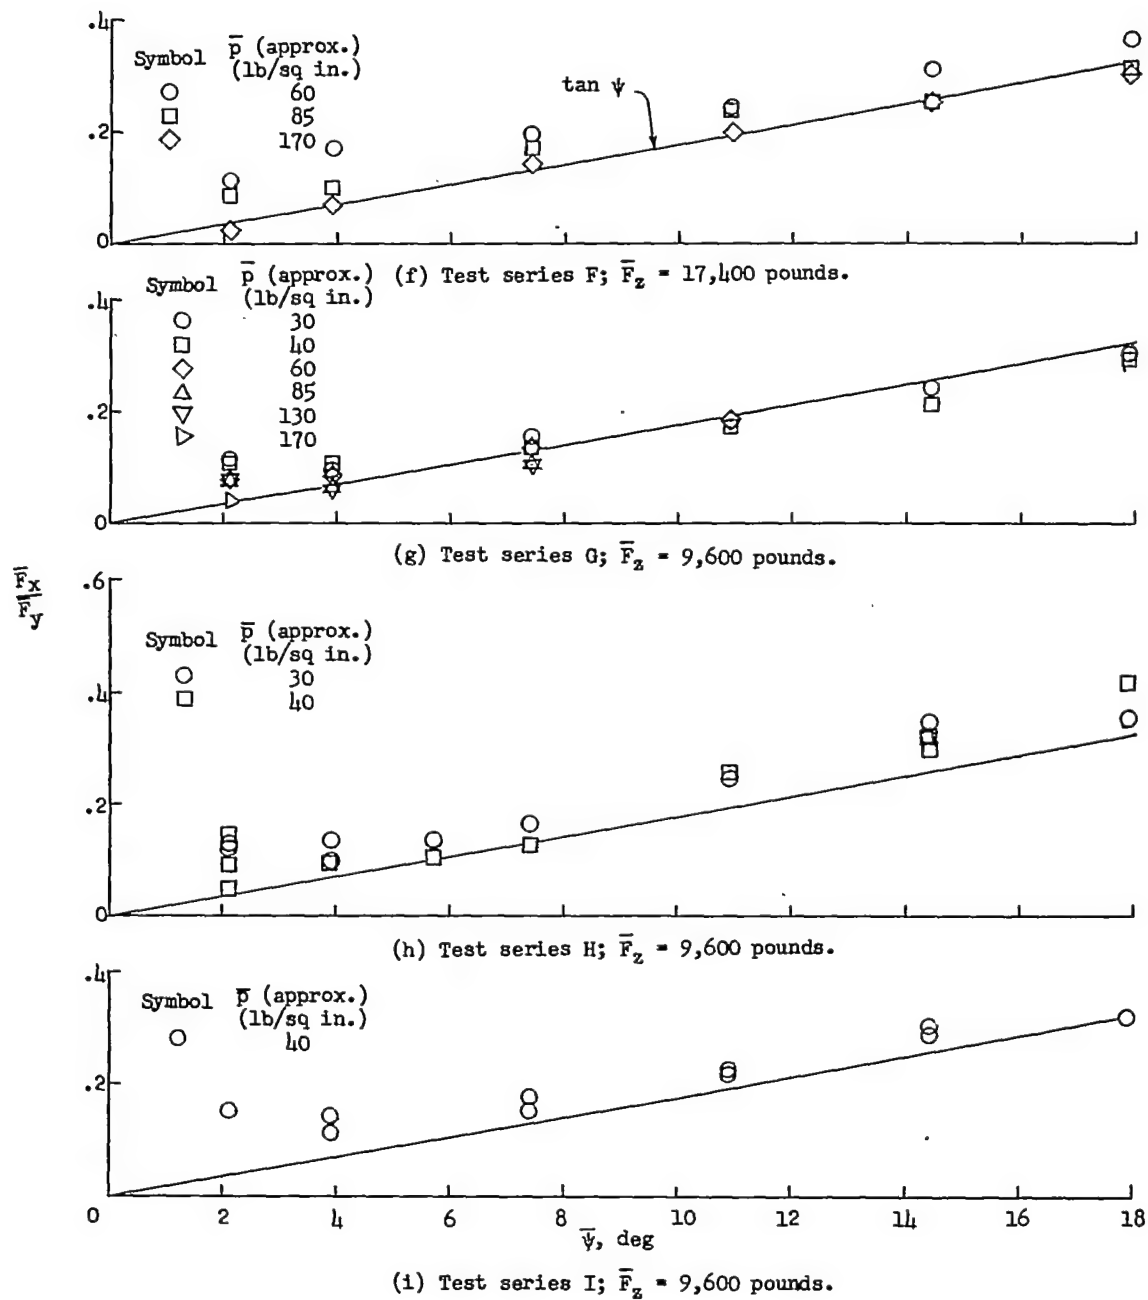 .4
Symbol p̄ (approx.)
(lb/sq in.)
60
85
170
tan ψ
.2
0
(f) Test series F; F̄z = 17,400 pounds.
Symbol p̄ (approx.)
(lb/sq in.)
30
40
60
85
130
170
.4
.2
0
(g) Test series G; F̄z = 9,600 pounds.
.6
Symbol p̄ (approx.)
(lb/sq in.)
30
40
.4
.2
0
(h) Test series H; F̄z = 9,600 pounds.
.4
Symbol p̄ (approx.)
(lb/sq in.)
40
.2
0 2 4 6 8 10 12 14 16 18
ψ̄, deg
(i) Test series I; F̄z = 9,600 pounds.